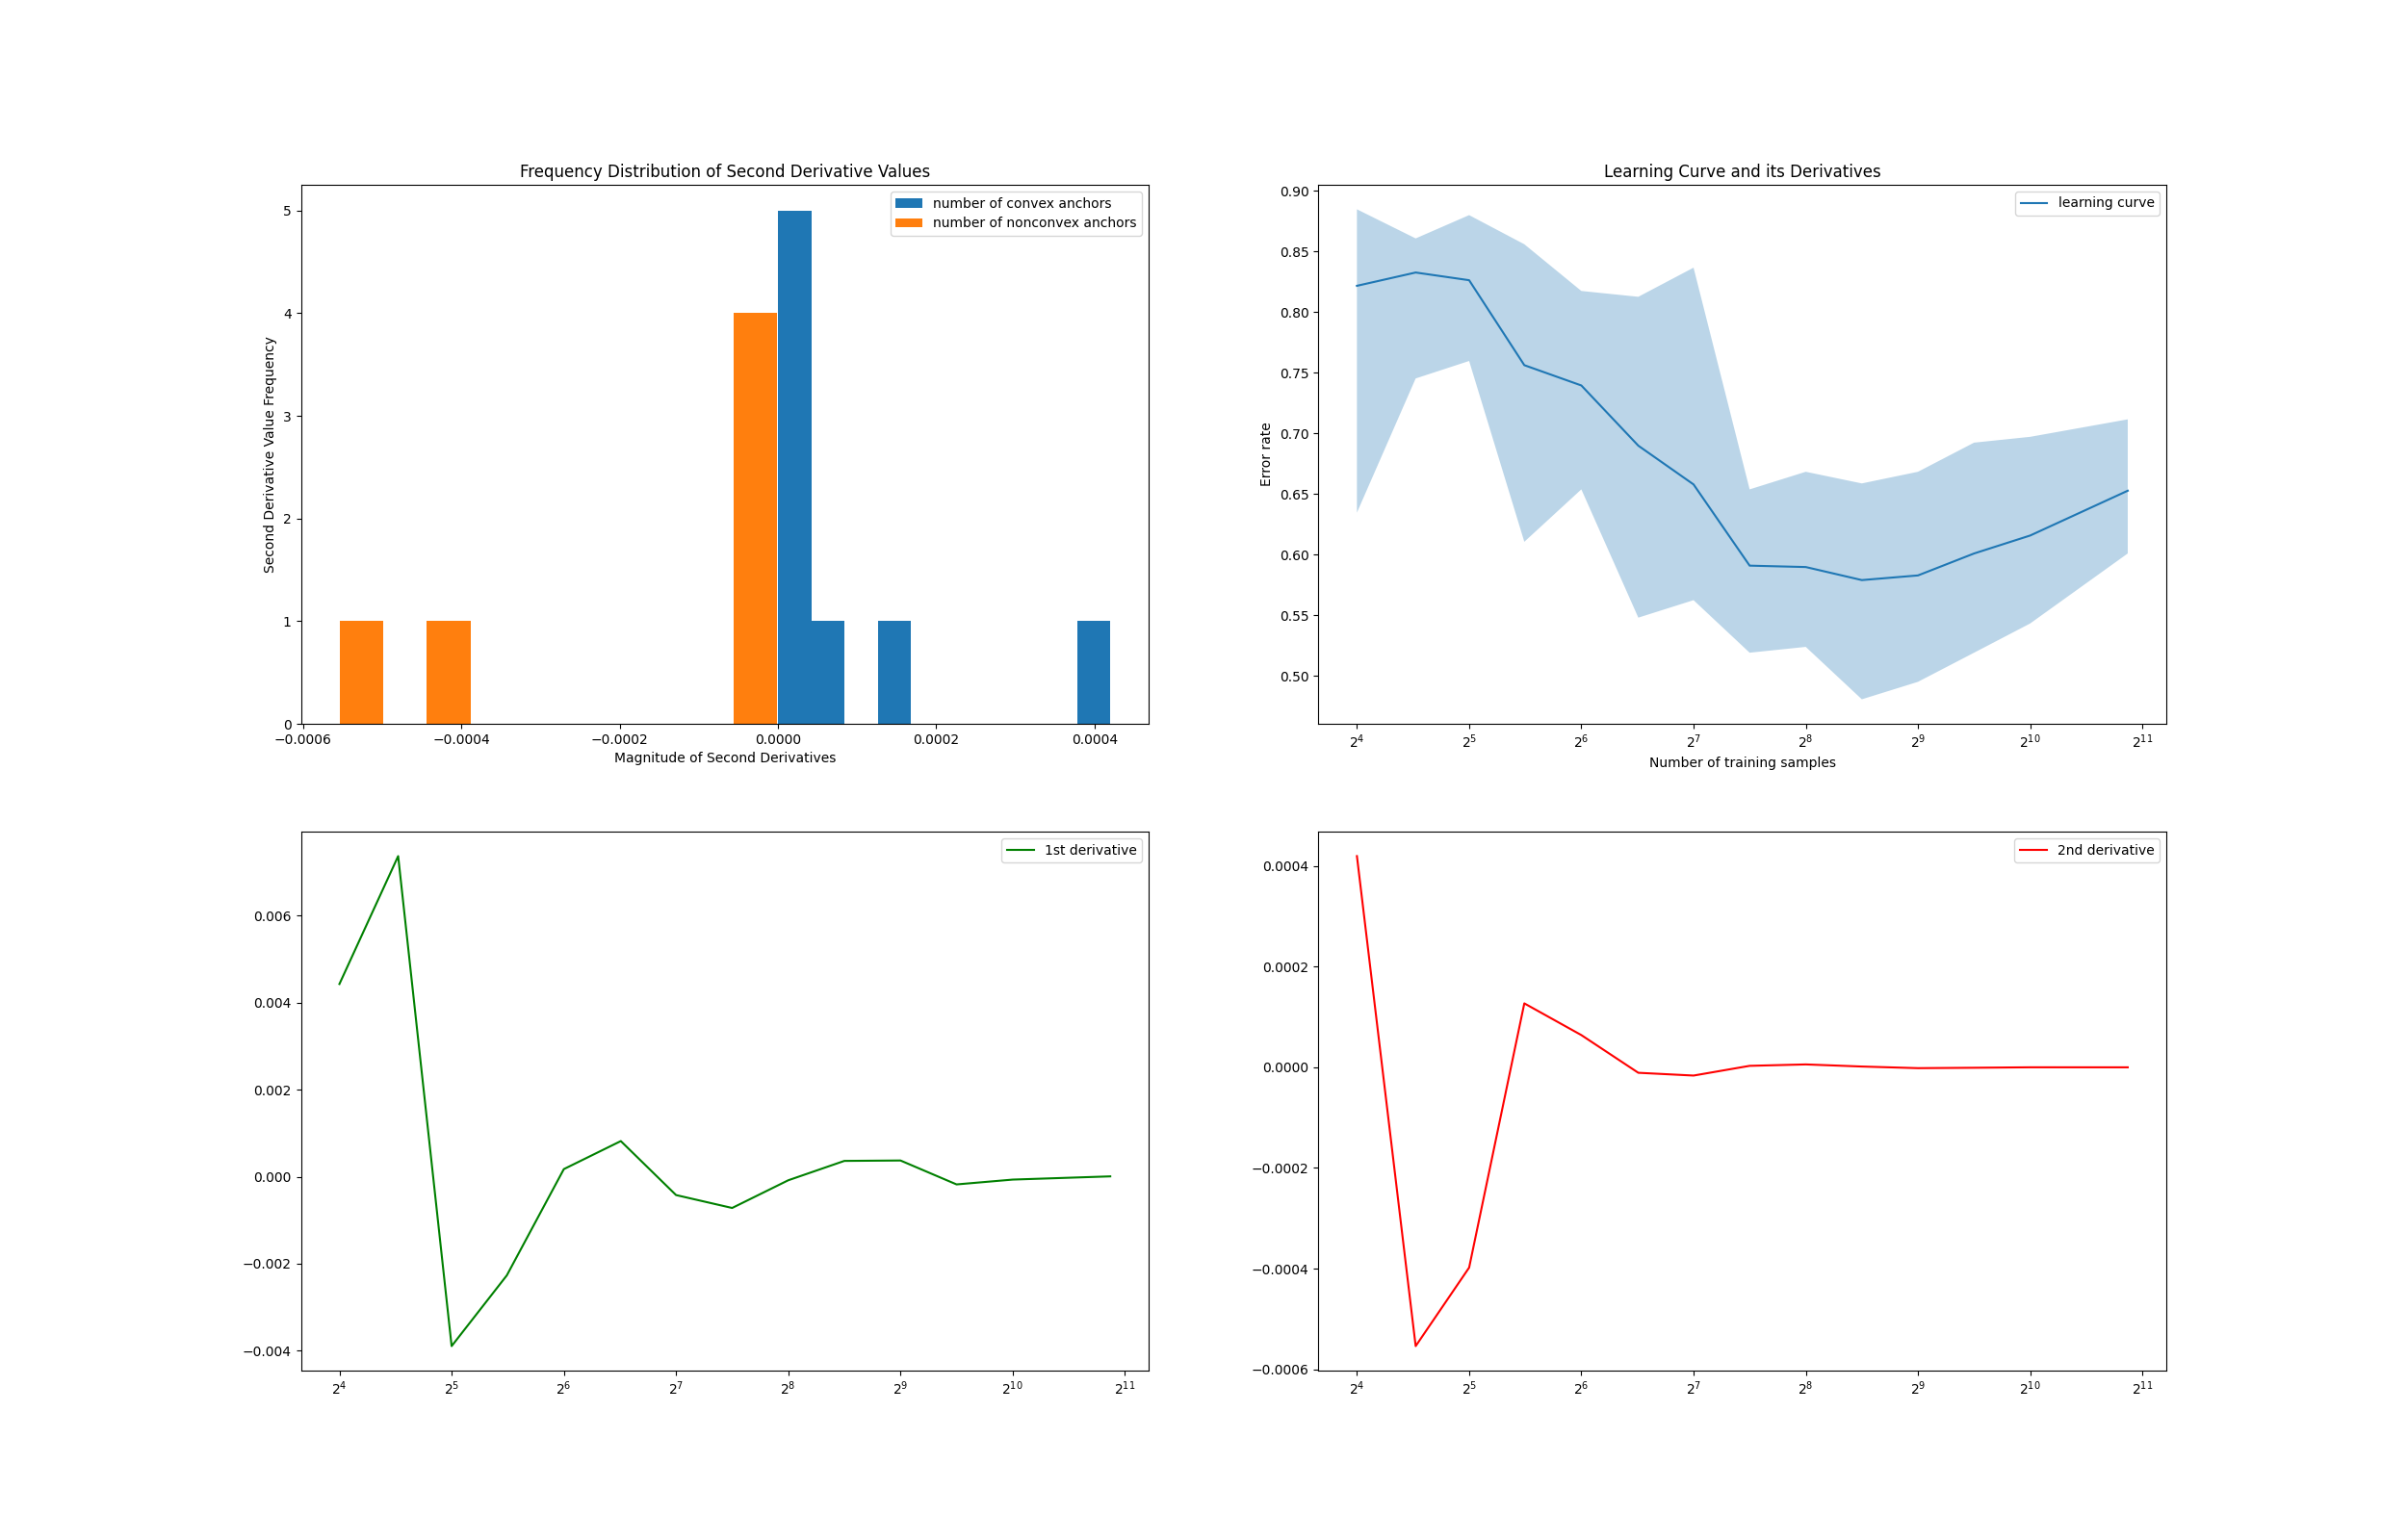 Frequency Distribution of Second Derivative Values
number of convex anchors
number of nonconvex anchors
Second Derivative Value Frequency
5
4
3
2
1
0
−0.0006 −0.0004 −0.0002 0.0000 0.0002 0.0004
Magnitude of Second Derivatives
Learning Curve and its Derivatives
learning curve
Error rate
0.90
0.85
0.80
0.75
0.70
0.65
0.60
0.55
0.50
2⁴ 2⁵ 2⁶ 2⁷ 2⁸ 2⁹ 2¹⁰ 2¹¹
Number of training samples
1st derivative
0.006
0.004
0.002
0.000
−0.002
−0.004
2⁴ 2⁵ 2⁶ 2⁷ 2⁸ 2⁹ 2¹⁰ 2¹¹
2nd derivative
0.0004
0.0002
0.0000
−0.0002
−0.0004
−0.0006
2⁴ 2�5 2⁶ 2⁷ 2⁸ 2⁹ 2¹⁰ 2¹¹